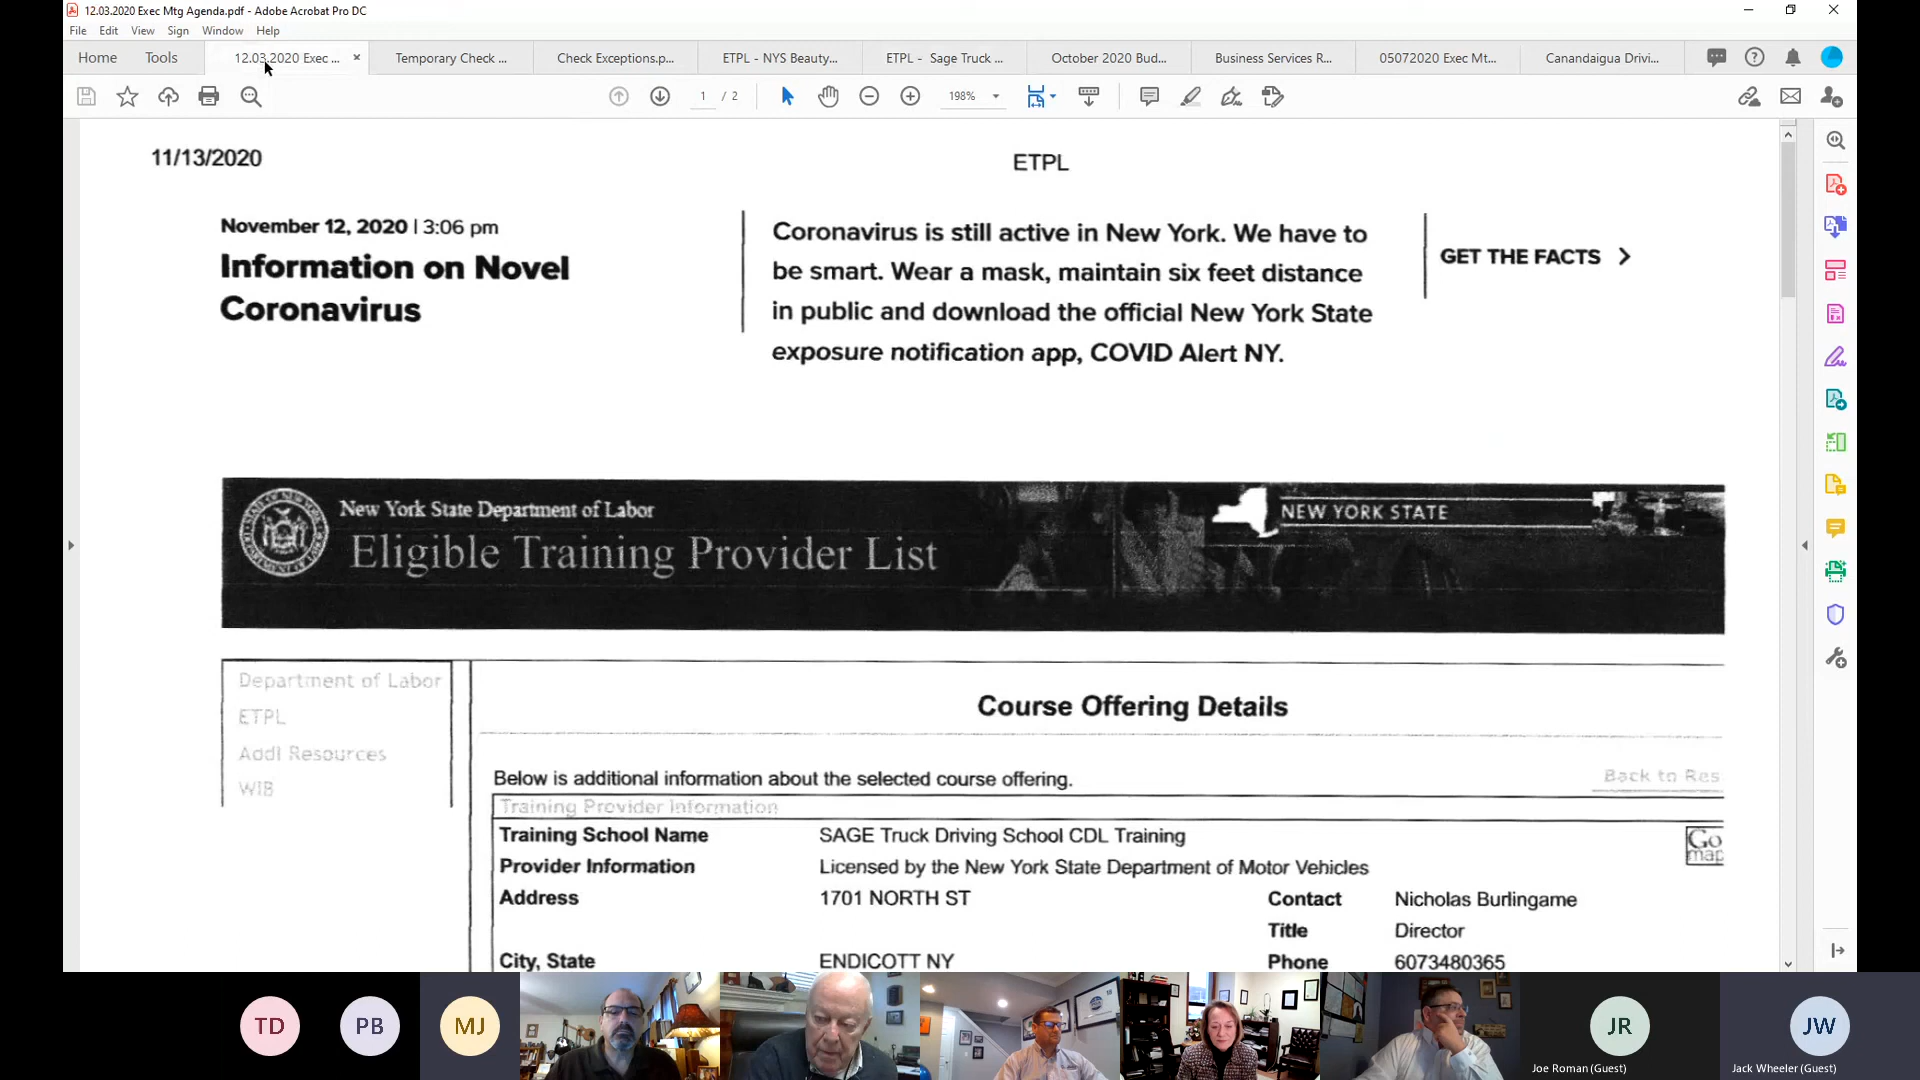 12.03.2020 Exec Mtg Agenda.pdf - Adobe Acrobat Pro DC
File Edit View Sign Window Help
Home Tools 12.03.2020 Exec ... × Temporary Check ... Check Exceptions.p... ETPL - NYS Beauty... ETPL - Sage Truck ... October 2020 Bud... Business Services R... 05072020 Exec Mt... Canandaigua Drivi...
1 / 2 198%
11/13/2020
ETPL
November 12, 2020 | 3:06 pm
Information on Novel
Coronavirus
Coronavirus is still active in New York. We have to
be smart. Wear a mask, maintain six feet distance
in public and download the official New York State
exposure notification app, COVID Alert NY.
GET THE FACTS >
New York State Department of Labor
Eligible Training Provider List
NEW YORK STATE
Department of Labor
ETPL
Addl Resources
WIB
Course Offering Details
Below is additional information about the selected course offering.
Back to Res
Training Provider Information
Training School Name SAGE Truck Driving School CDL Training
Go
map
Provider Information Licensed by the New York State Department of Motor Vehicles
Address 1701 NORTH ST Contact Nicholas Burlingame
Title Director
City, State ENDICOTT NY Phone 6073480365
TD PB MJ JR JW
Joe Roman (Guest) Jack Wheeler (Guest)